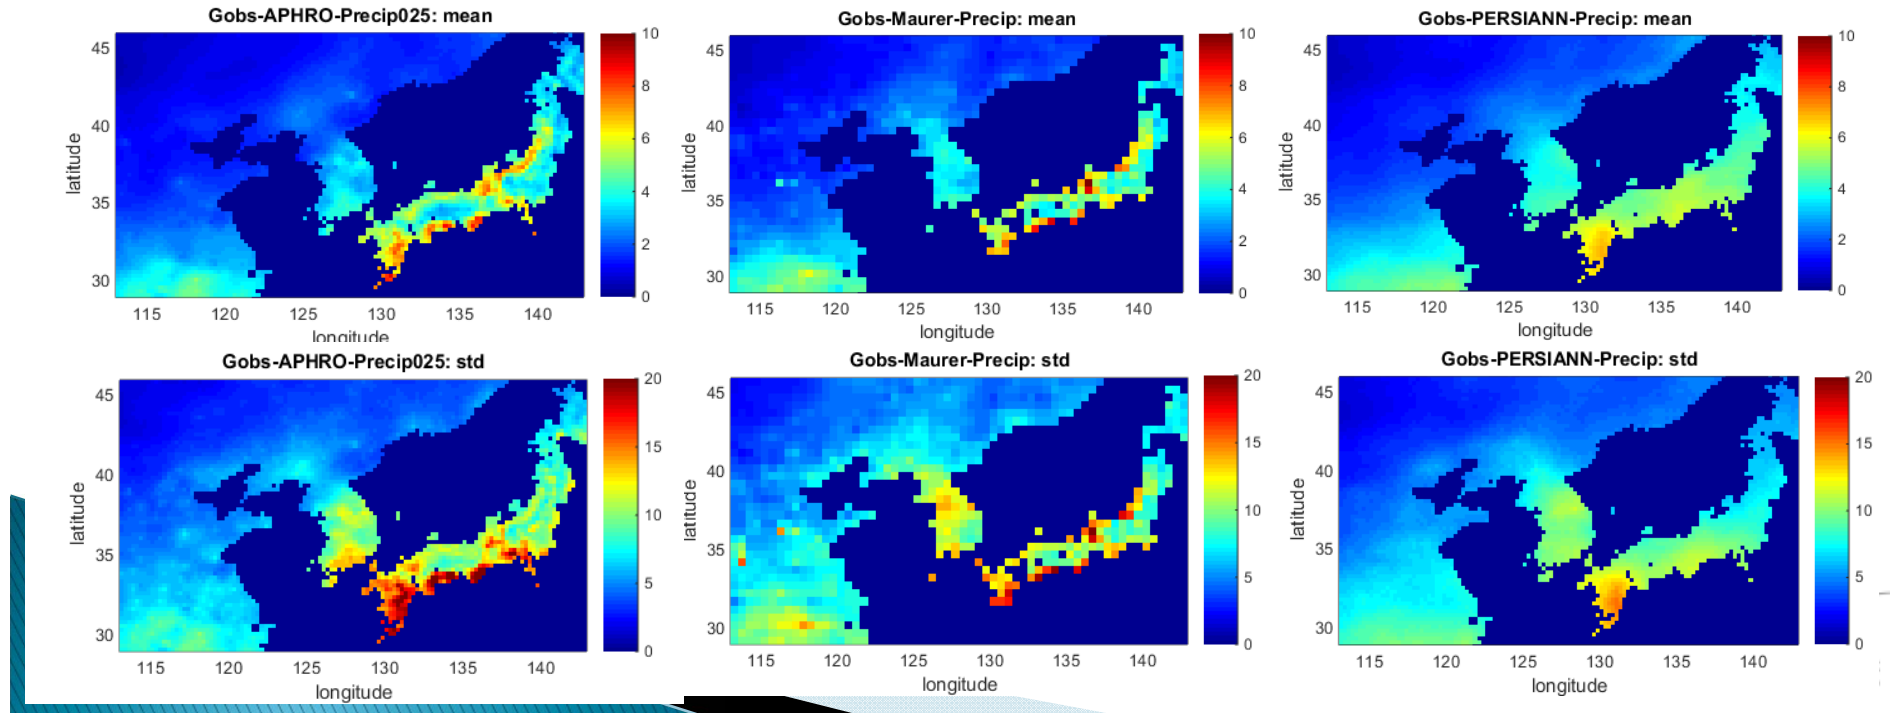 Gobs-APHRO-Precip025: mean
45
40
35
30
latitude
115 120 125 130 135 140
longitude
10
8
6
4
2
0
Gobs-Maurer-Precip: mean
45
40
35
30
latitude
115 120 125 130 135 140
longitude
10
8
6
4
2
0
Gobs-PERSIANN-Precip: mean
45
40
35
30
latitude
115 120 125 130 135 140
longitude
10
8
6
4
2
0
Gobs-APHRO-Precip025: std
45
40
35
30
latitude
115 120 125 130 135 140
longitude
20
15
10
5
0
Gobs-Maurer-Precip: std
45
40
35
30
latitude
115 120 125 130 135 140
longitude
20
15
10
5
0
Gobs-PERSIANN-Precip: std
45
40
35
30
latitude
115 120 125 130 135 140
longitude
20
15
10
5
0